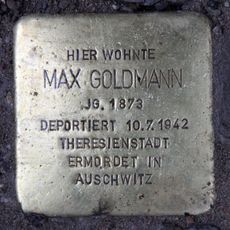 HIER WOHNTE
MAX GOLDMANN
JG. 1873
DEPORTIERT 10.7.1942
THERESIENSTADT
ERMORDET IN
AUSCHWITZ